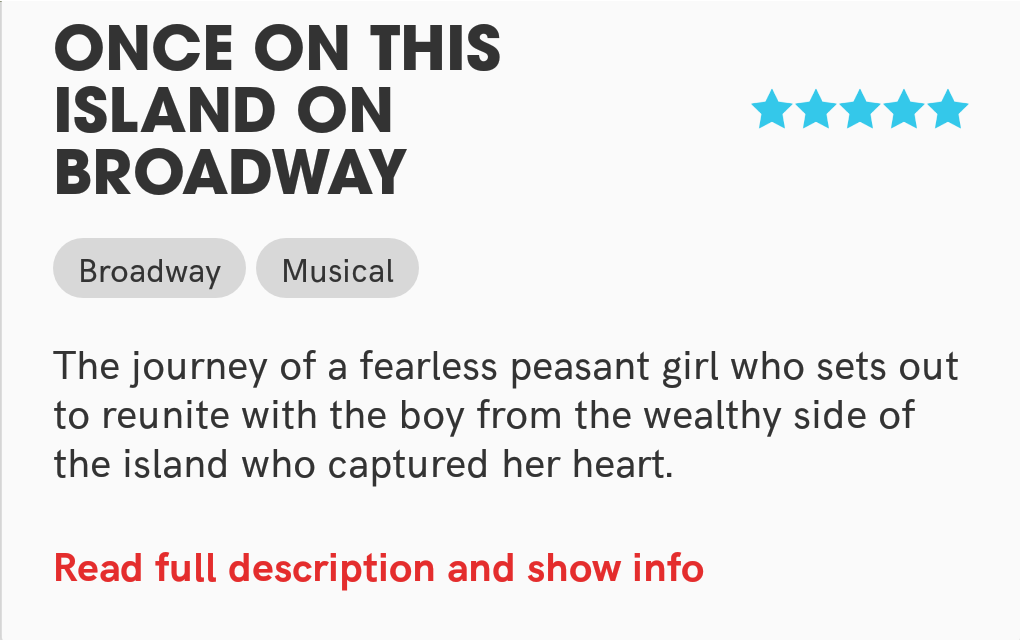 ONCE ON THIS
ISLAND ON
BROADWAY
Broadway Musical
The journey of a fearless peasant girl who sets out
to reunite with the boy from the wealthy side of
the island who captured her heart.
Read full description and show info